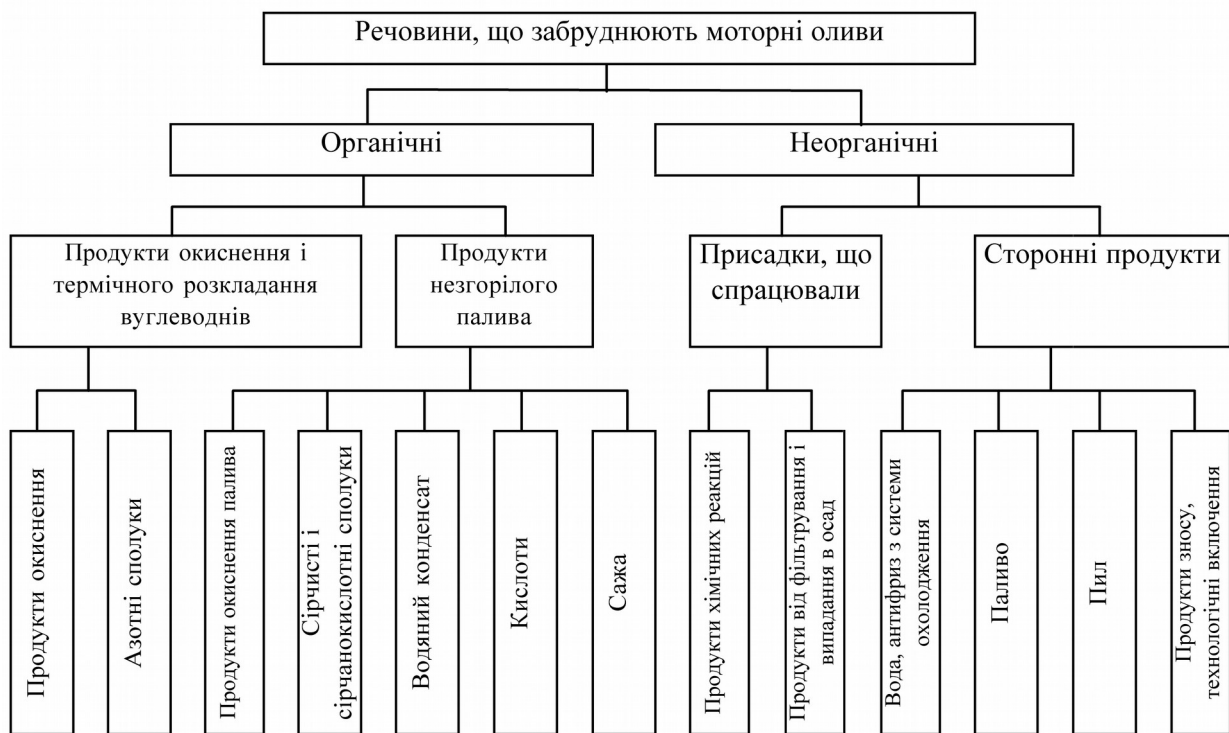 Речовини, що забруднюють моторні оливи
Органічні
Неорганічні
Продукти окиснення і
термічного розкладання
вуглеводнів
Продукти
незгорілого
палива
Присадки, що
спрацювали
Сторонні продукти
Продукти окиснення
Азотні сполуки
Продукти окиснення палива
Сірчисті і
сірчанокислотні сполуки
Водяний конденсат
Кислоти
Сажа
Продукти хімічних реакцій
Продукти від фільтрування і
випадання в осад
Вода, антифриз з системи
охолодження
Паливо
Пил
Продукти зносу,
технологічні включення